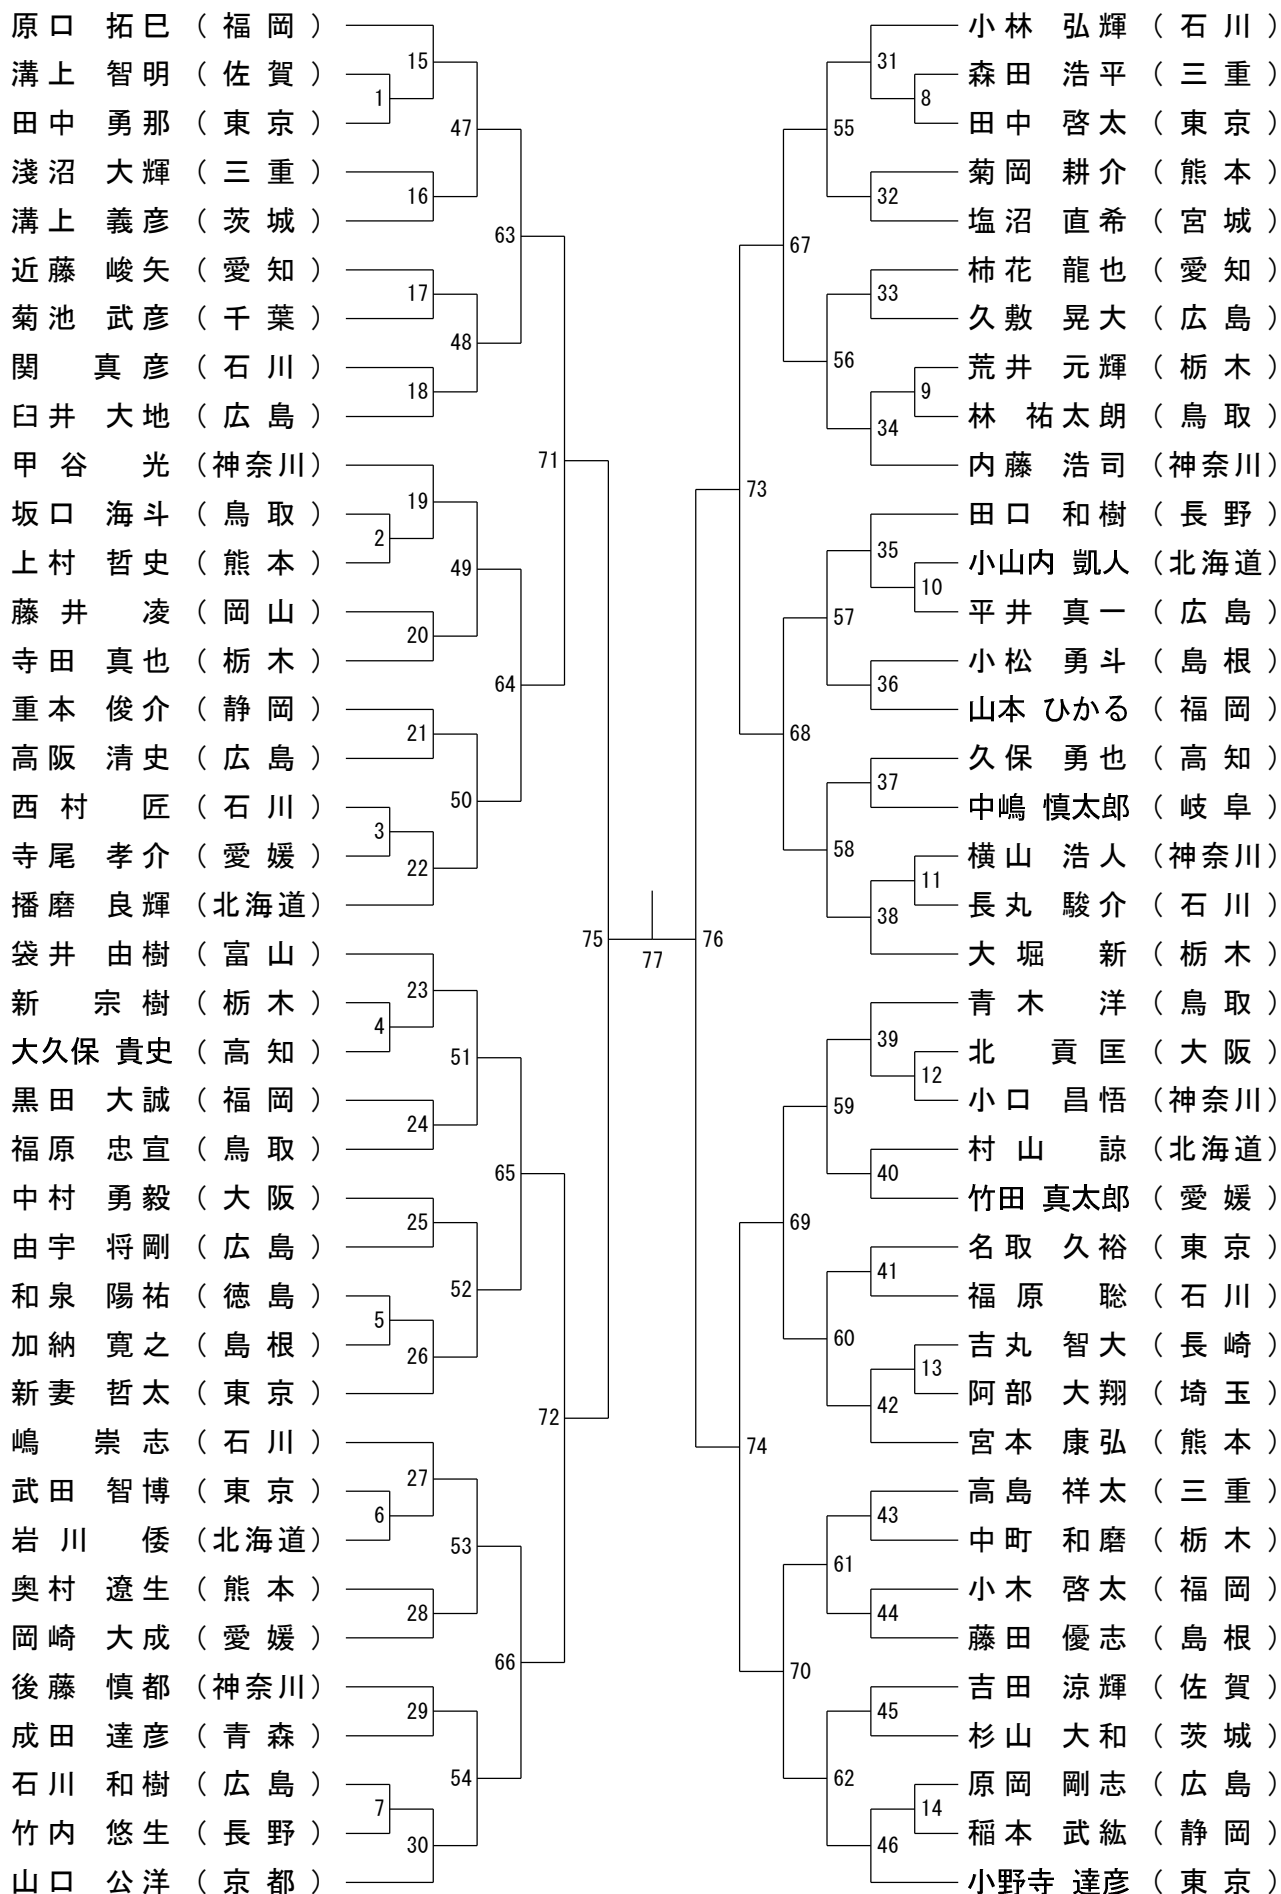 原口 拓巳 （福岡）
溝上 智明 （佐賀）
田中 勇那 （東京）
淺沼 大輝 （三重）
溝上 義彦 （茨城）
近藤 峻矢 （愛知）
菊池 武彦 （千葉）
関 真彦 （石川）
臼井 大地 （広島）
甲谷 光 （神奈川）
坂口 海斗 （鳥取）
上村 哲史 （熊本）
藤井 凌 （岡山）
寺田 真也 （栃木）
重本 俊介 （静岡）
高阪 清史 （広島）
西村 匠 （石川）
寺尾 孝介 （愛媛）
播磨 良輝 （北海道）
袋井 由樹 （富山）
新 宗樹 （栃木）
大久保 貴史 （高知）
黒田 大誠 （福岡）
福原 忠宣 （鳥取）
中村 勇毅 （大阪）
由宇 将剛 （広島）
和泉 陽祐 （徳島）
加納 寛之 （島根）
新妻 哲太 （東京）
嶋 崇志 （石川）
武田 智博 （東京）
岩川 倭 （北海道）
奥村 遼生 （熊本）
岡崎 大成 （愛媛）
後藤 慎都 （神奈川）
成田 達彦 （青森）
石川 和樹 （広島）
竹内 悠生 （長野）
山口 公洋 （京都）
1
2
3
4
5
6
7
15
16
17
18
19
20
21
22
23
24
25
26
27
28
29
30
47
48
49
50
51
52
53
54
63
64
65
66
71
72
75
77
76
73
74
67
68
69
70
55
56
57
58
59
60
61
62
31
32
33
34
35
36
37
38
39
40
41
42
43
44
45
46
8
9
10
11
12
13
14
小林 弘輝 （石川）
森田 浩平 （三重）
田中 啓太 （東京）
菊岡 耕介 （熊本）
塩沼 直希 （宮城）
柿花 龍也 （愛知）
久敷 晃大 （広島）
荒井 元輝 （栃木）
林 祐太朗 （鳥取）
内藤 浩司 （神奈川）
田口 和樹 （長野）
小山内 凱人 （北海道）
平井 真一 （広島）
小松 勇斗 （島根）
山本 ひかる （福岡）
久保 勇也 （高知）
中嶋 慎太郎 （岐阜）
横山 浩人 （神奈川）
長丸 駿介 （石川）
大堀 新 （栃木）
青木 洋 （鳥取）
北 貢匡 （大阪）
小口 昌悟 （神奈川）
村山 諒 （北海道）
竹田 真太郎 （愛媛）
名取 久裕 （東京）
福原 聡 （石川）
吉丸 智大 （長崎）
阿部 大翔 （埼玉）
宮本 康弘 （熊本）
高島 祥太 （三重）
中町 和磨 （栃木）
小木 啓太 （福岡）
藤田 優志 （島根）
吉田 涼輝 （佐賀）
杉山 大和 （茨城）
原岡 剛志 （広島）
稲本 武紘 （静岡）
小野寺 達彦 （東京）